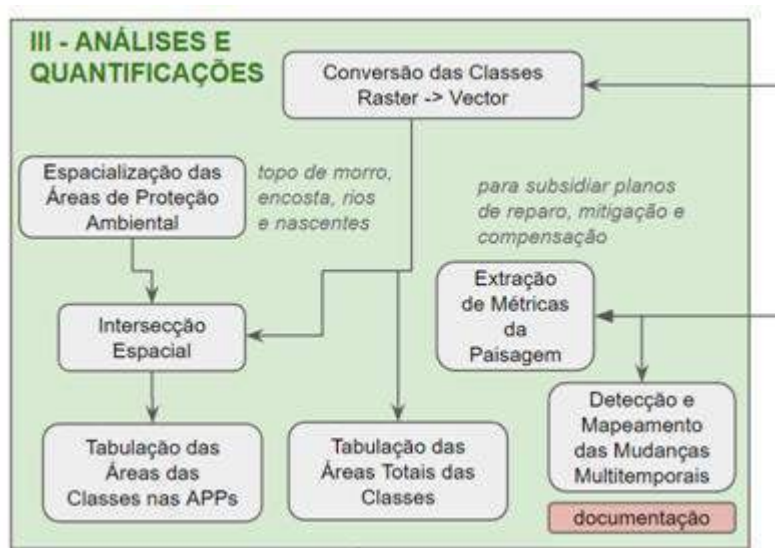 III - ANÁLISES E
QUANTIFICAÇÕES
Conversão das Classes
Raster -> Vector
Espacialização das
Áreas de Proteção
Ambiental
topo de morro,
encosta, rios
e nascentes
para subsidiar planos
de reparo, mitigação e
compensação
Extração
de Métricas
da
Paisagem
Intersecção
Espacial
Tabulação das
Áreas das
Classes nas APPs
Tabulação das
Áreas Totais das
Classes
Detecção e
Mapeamento
das Mudanças
Multitemporais
documentação